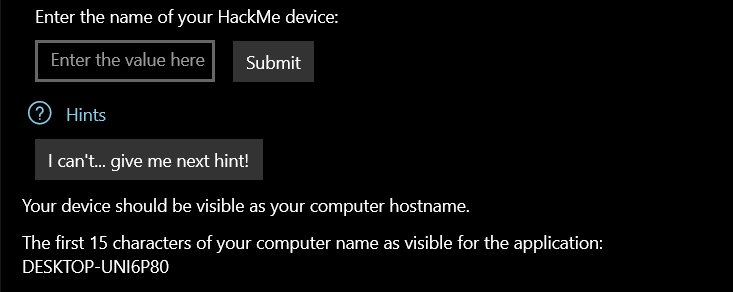 Enter the name of your HackMe device:
Enter the value here
Submit
? Hints
I can't... give me next hint!
Your device should be visible as your computer hostname.
The first 15 characters of your computer name as visible for the application:
DESKTOP-UNI6P80